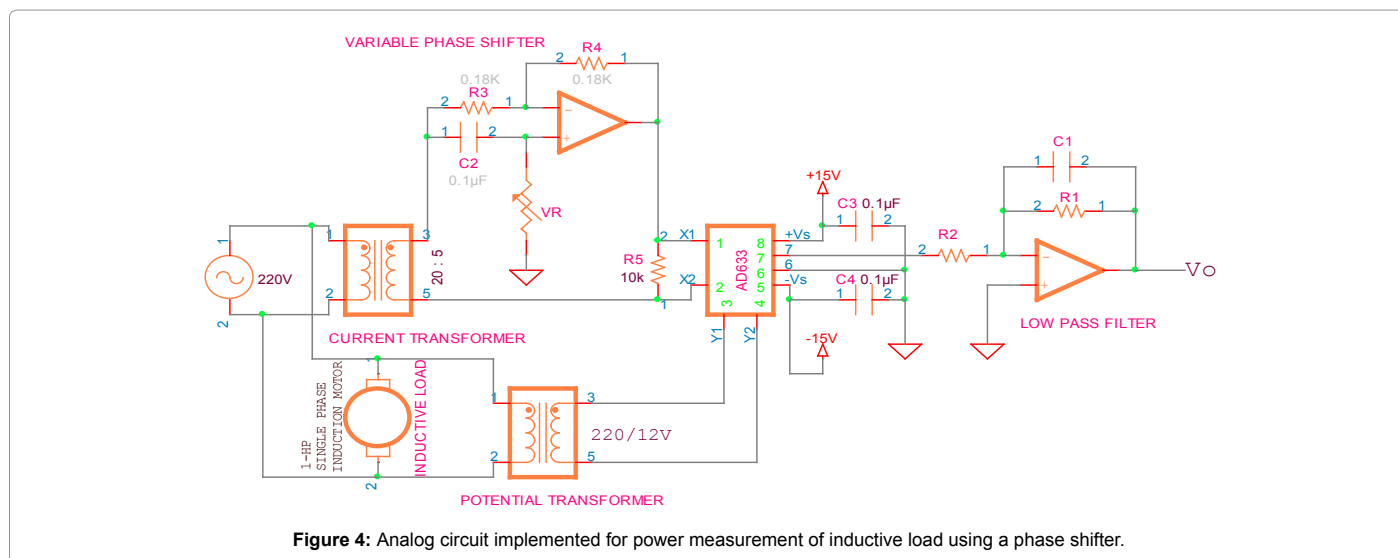 VARIABLE PHASE SHIFTER
2 R4 1
0.18K 0.18K
2 R3 1
1 2
C2
0.1µF
VR
−
+
1
220V
2
1 3
20 : 5
2 5
CURRENT TRANSFORMER
2 X1 1
R5
10k
X2 2
1
3 4
AD633
8 +Vs
7
6
5 -Vs
Y1 Y2
+15V
C3 0.1µF
1 2
C4 0.1µF
1 2
-15V
2 R2 1
C1
1 2
R1
2 1
−
+
Vo
LOW PASS FILTER
1
1-HP
SINGLE PHASE
INDUCTION MOTOR
INDUCTIVE LOAD
2
1 3
220/12V
2 5
POTENTIAL TRANSFORMER
Figure 4: Analog circuit implemented for power measurement of inductive load using a phase shifter.